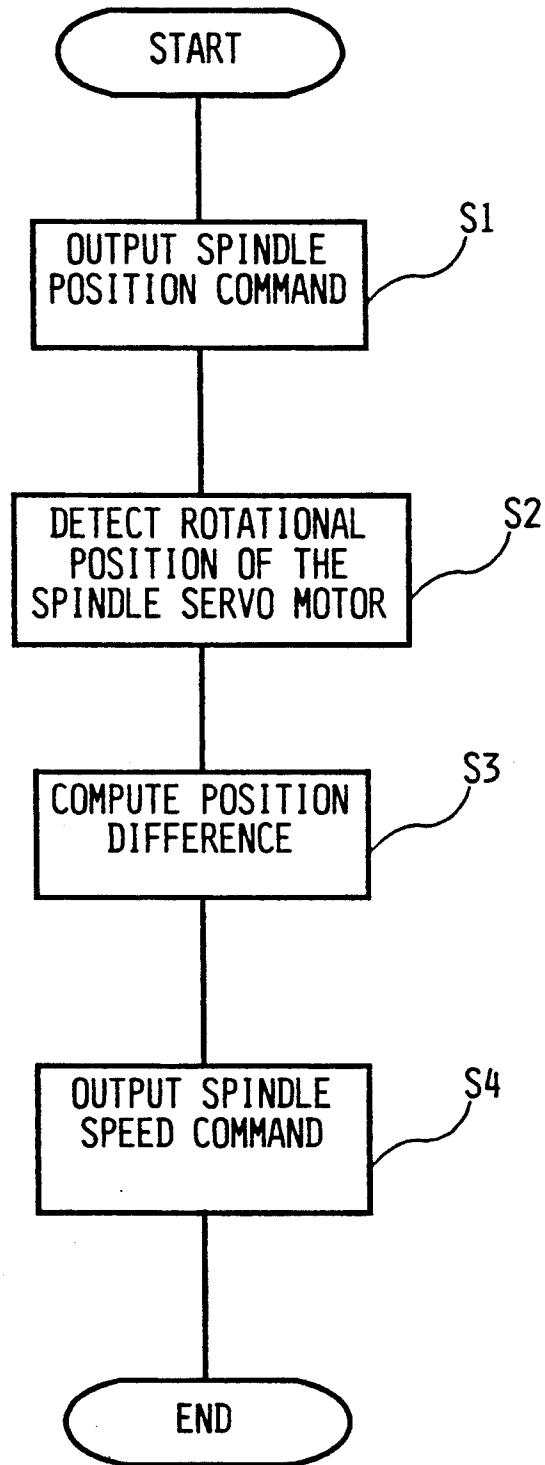 START
S1
OUTPUT SPINDLE
POSITION COMMAND
S2
DETECT ROTATIONAL
POSITION OF THE
SPINDLE SERVO MOTOR
S3
COMPUTE POSITION
DIFFERENCE
S4
OUTPUT SPINDLE
SPEED COMMAND
END